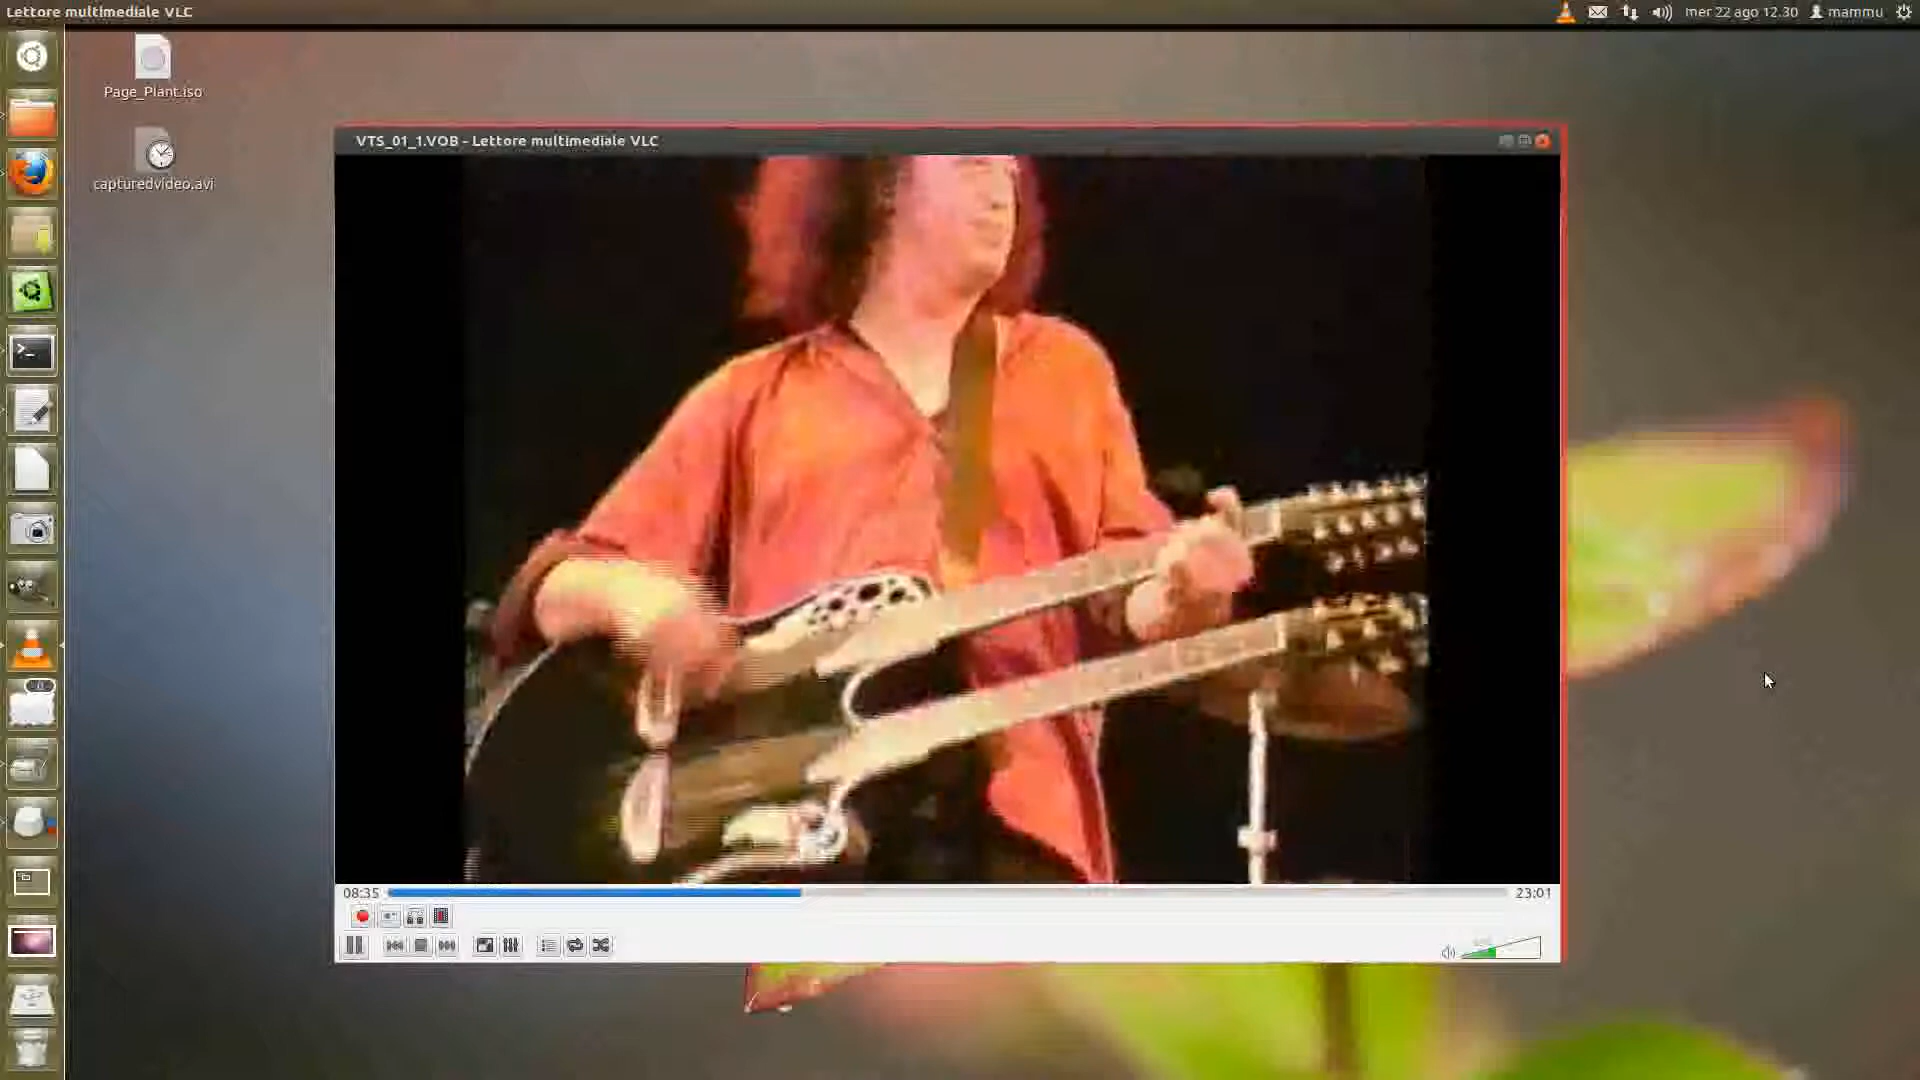 Lettore multimediale VLC
mer 22 ago 12.30
mammu
Page_Plant.iso
capturedvideo.avi
VTS_01_1.VOB - Lettore multimediale VLC
08:35
23:01